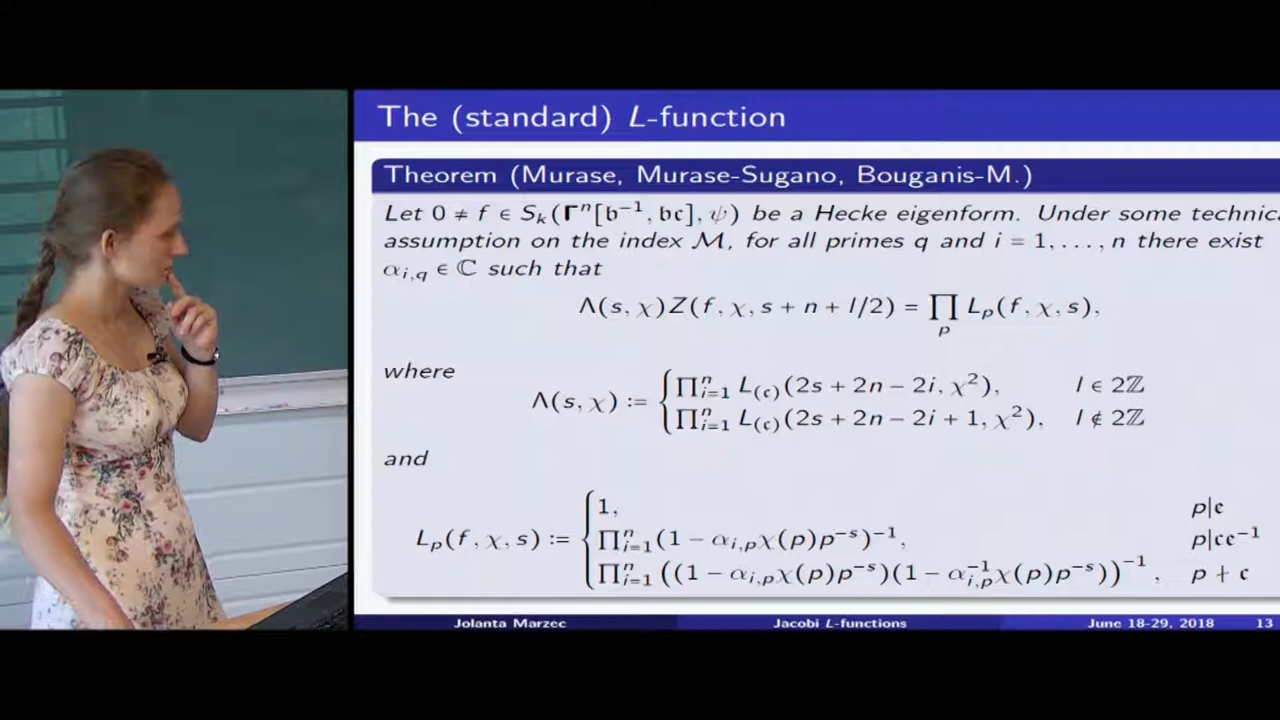 The (standard) L-function
Theorem (Murase, Murase-Sugano, Bouganis-M.)
Let 0 ≠ f ∈ S_k(Γ^n[𝔟^{-1}, 𝔟𝔠], ψ) be a Hecke eigenform. Under some
assumption on the index ℳ, for all primes q and i = 1, . . . , n there exist
α_{i,q} ∈ ℂ such that
Λ(s, χ)Z(f, χ, s + n + l/2) = ∏_p L_p(f, χ, s),
where
Λ(s, χ) := { ∏_{i=1}^n L_{(𝔠)}(2s + 2n − 2i, χ^2), l ∈ 2ℤ
∏_{i=1}^n L_{(𝔠)}(2s + 2n − 2i + 1, χ^2), l ∉ 2ℤ
and
L_p(f, χ, s) := { 1, p|𝔢
∏_{i=1}^n (1 − α_{i,p}χ(p)p^{−s})^{−1}, p|𝔠𝔢^{−1}
∏_{i=1}^n ((1 − α_{i,p}χ(p)p^{−s})(1 − α_{i,p}^{−1}χ(p)p^{−s}))^{−1}, p ∤ 𝔠
Jolanta Marzec Jacobi L-functions June 18-29, 2018 13